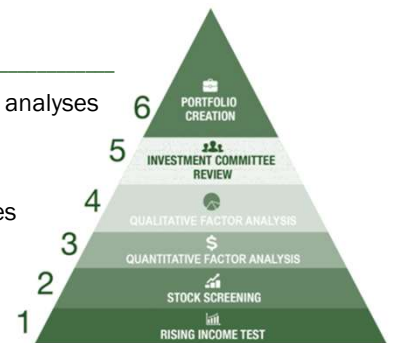 analyses
es
6
PORTFOLIO
CREATION
5
INVESTMENT COMMITTEE
REVIEW
4
QUALITATIVE FACTOR ANALYSIS
3
$
QUANTITATIVE FACTOR ANALYSIS
2
STOCK SCREENING
1
RISING INCOME TEST